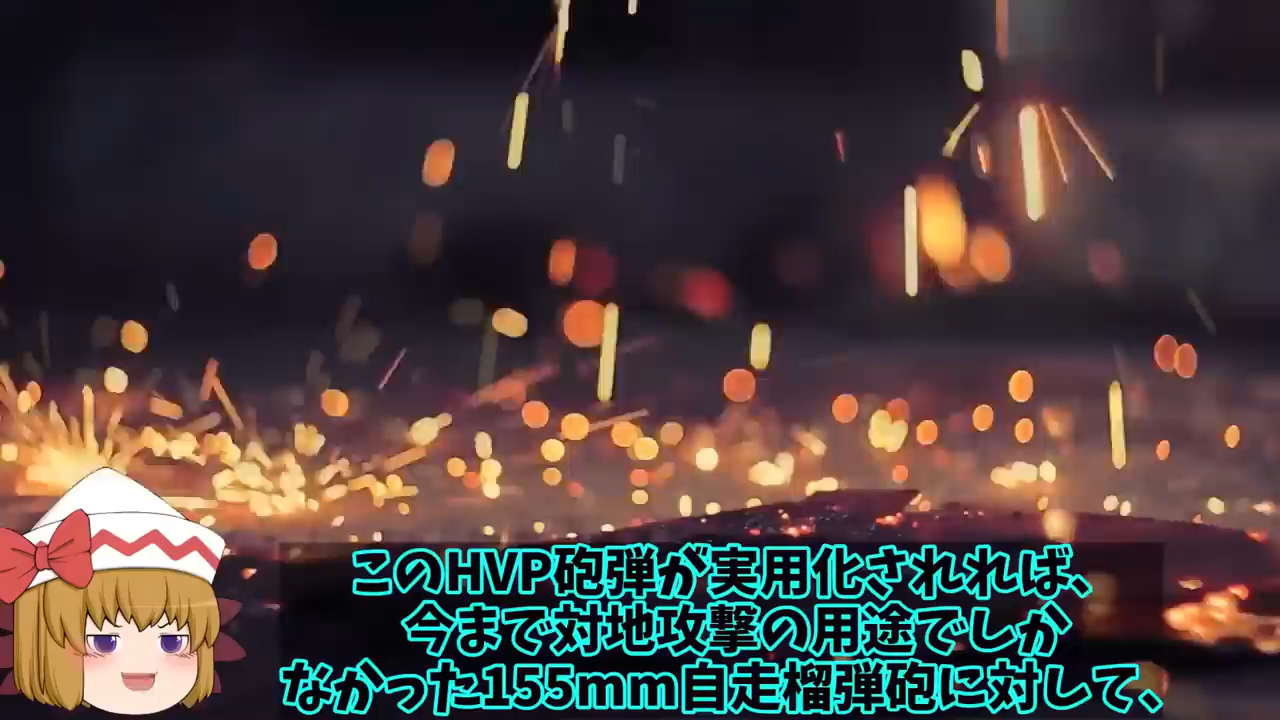 このHVP砲弾が実用化されれば、
今まで対地攻撃の用途でしか
なかった155mm自走榴弾砲に対して、